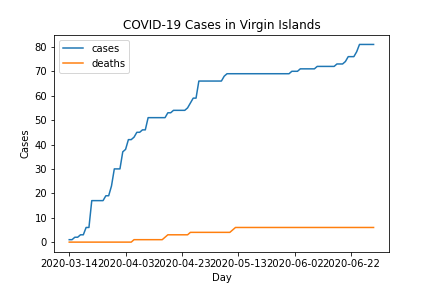 COVID-19 Cases in Virgin Islands
cases
deaths
80
70
60
50
40
30
20
10
0
Cases
2020-03-14 2020-04-03 2020-04-23 2020-05-13 2020-06-02 2020-06-22
Day